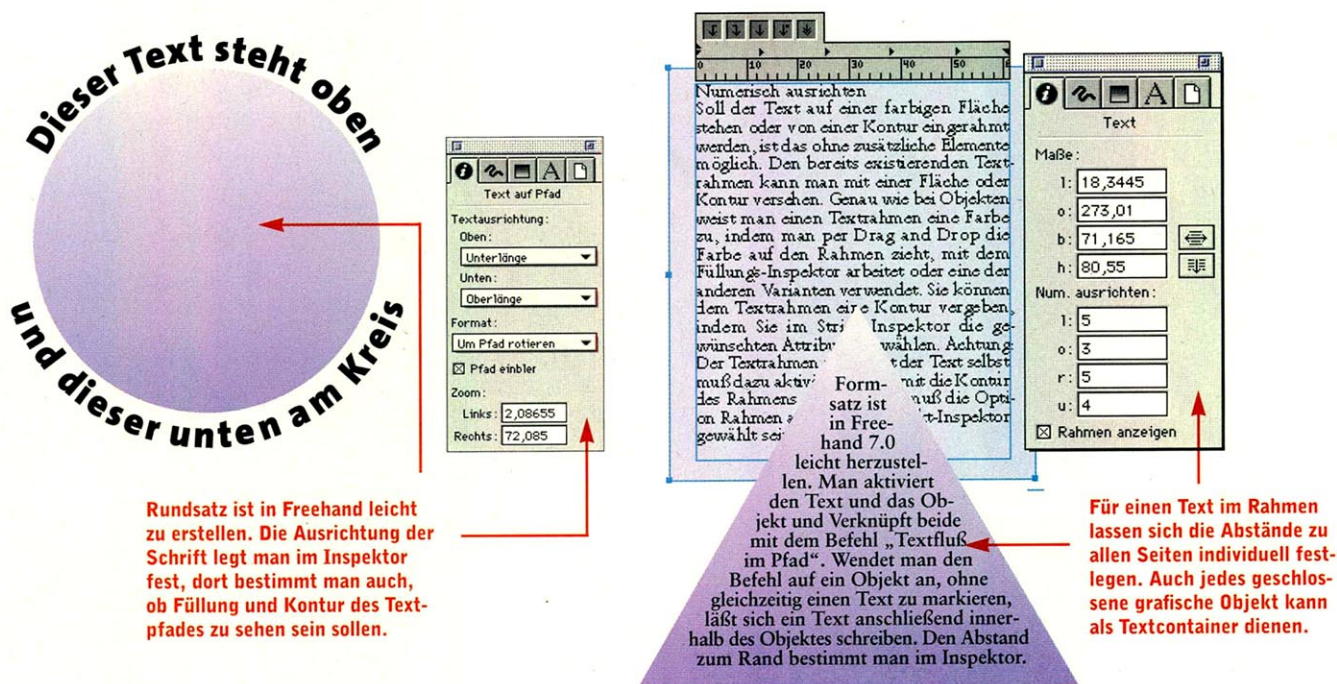 Dieser Text steht oben
und dieser unten am Kreis
Text auf Pfad
Textausrichtung:
Oben:
Unterlänge
Unten:
Oberlänge
Format:
Um Pfad rotieren
Pfad einbler
Zoom:
Links: 2,08655
Rechts: 72,085
Rundsatz ist in Freehand leicht
zu erstellen. Die Ausrichtung der
Schrift legt man im Inspektor
fest, dort bestimmt man auch,
ob Füllung und Kontur des Text-
pfades zu sehen sein sollen.
0 10 20 30 40 50
Numerisch ausrichten
Soll der Text auf einer farbigen Fläche
stehen oder von einer Kontur eingerahmt
werden, ist das ohne zusätzliche Elemente
möglich. Den bereits existierenden Text-
rahmen kann man mit einer Fläche oder
Kontur versehen. Genau wie bei Objekten
weist man einen Textrahmen eine Farbe
zu, indem man per Drag and Drop die
Farbe auf den Rahmen zieht, mit dem
Füllungs-Inspektor arbeitet oder eine der
anderen Varianten verwendet. Sie können
dem Textrahmen eine Kontur vergeben,
indem Sie im Inspektor die ge-
wünschten wählen. Achtung
Der Textrahmen der Text selbst
muß dazu mit die Kontur
des Rahmens muß die Opti-
on Rahmen t-Inspektor
gewählt
Form-
satz ist
in Free-
hand 7.0
leicht herzustel-
len. Man aktiviert
den Text und das Ob-
jekt und Verknüpft beide
mit dem Befehl „Textfluß
im Pfad“. Wendet man den
Befehl auf ein Objekt an, ohne
gleichzeitig einen Text zu markieren,
läßt sich ein Text anschließend inner-
halb des Objektes schreiben. Den Abstand
zum Rand bestimmt man im Inspektor.
A
Text
Maße:
l: 18,3445
o: 273,01
b: 71,165
h: 80,55
Num. ausrichten:
l: 5
o: 3
r: 5
u: 4
Rahmen anzeigen
Für einen Text im Rahmen
lassen sich die Abstände zu
allen Seiten individuell fest-
legen. Auch jedes geschlos-
sene grafische Objekt kann
als Textcontainer dienen.